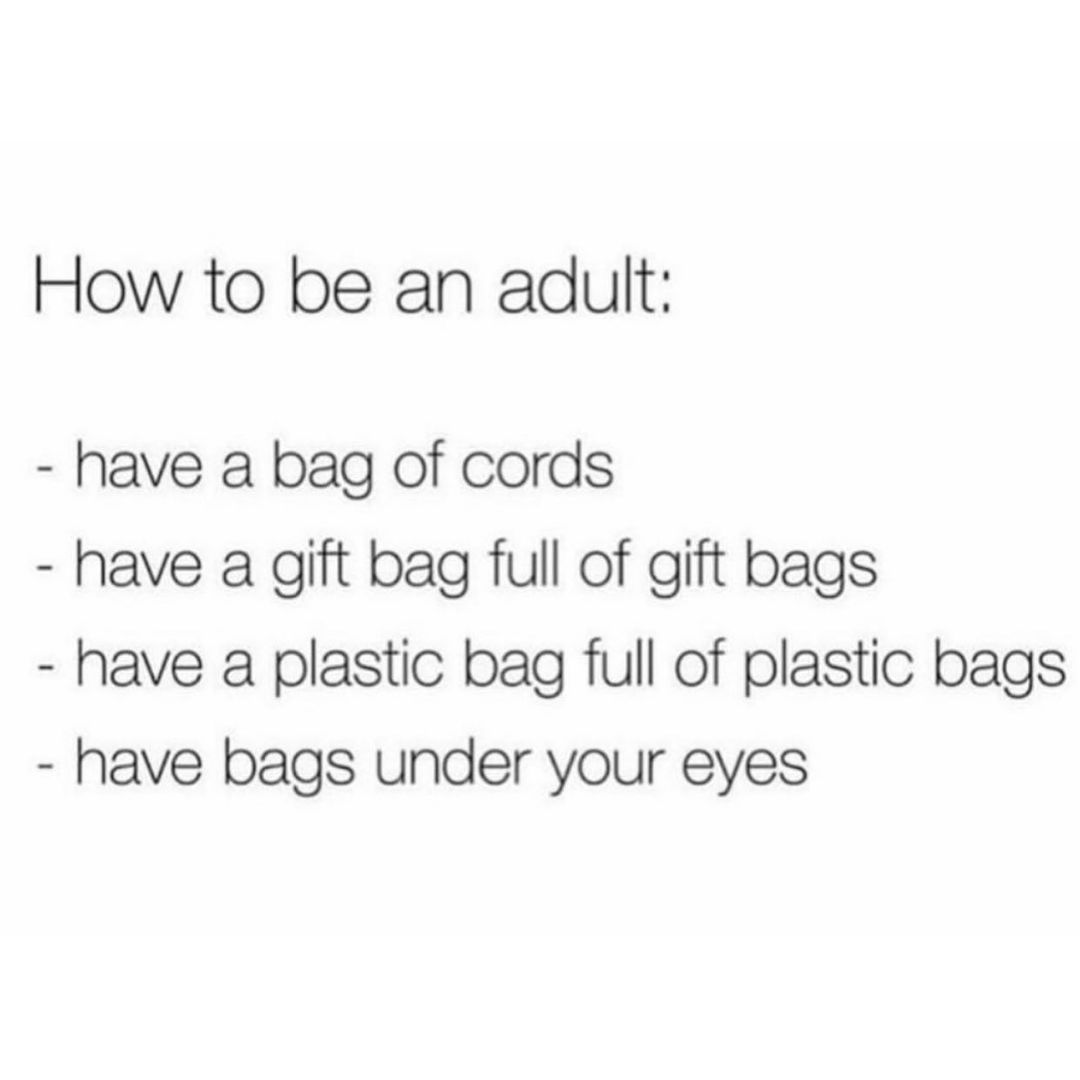 How to be an adult:
- have a bag of cords
- have a gift bag full of gift bags
- have a plastic bag full of plastic bags
- have bags under your eyes